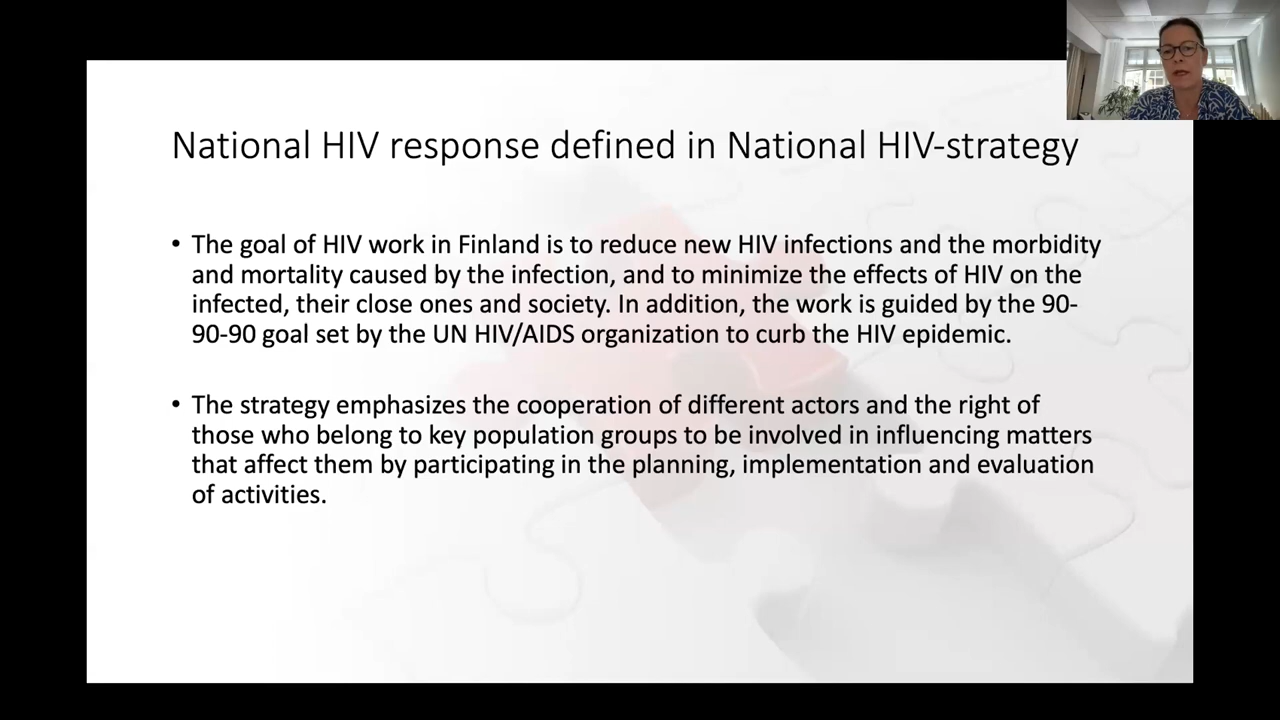 National HIV response defined in National HIV-strategy
• The goal of HIV work in Finland is to reduce new HIV infections and the morbidity
and mortality caused by the infection, and to minimize the effects of HIV on the
infected, their close ones and society. In addition, the work is guided by the 90-
90-90 goal set by the UN HIV/AIDS organization to curb the HIV epidemic.
• The strategy emphasizes the cooperation of different actors and the right of
those who belong to key population groups to be involved in influencing matters
that affect them by participating in the planning, implementation and evaluation
of activities.